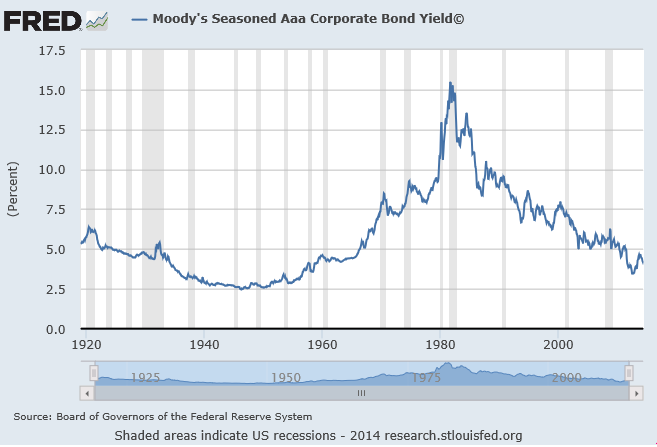 FRED — Moody's Seasoned Aaa Corporate Bond Yield©
17.5
15.0
12.5
10.0
7.5
5.0
2.5
0.0
(Percent)
1920 1940 1960 1980 2000
1925 1950 1975 2000
Source: Board of Governors of the Federal Reserve System
Shaded areas indicate US recessions - 2014 research.stlouisfed.org